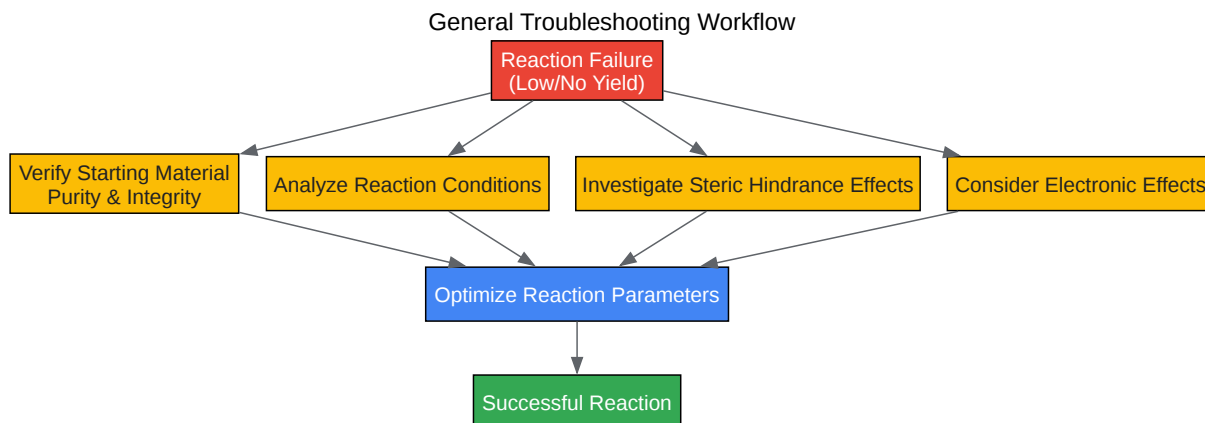 General Troubleshooting Workflow
Reaction Failure
(Low/No Yield)
Verify Starting Material
Purity & Integrity
Analyze Reaction Conditions
Investigate Steric Hindrance Effects
Consider Electronic Effects
Optimize Reaction Parameters
Successful Reaction